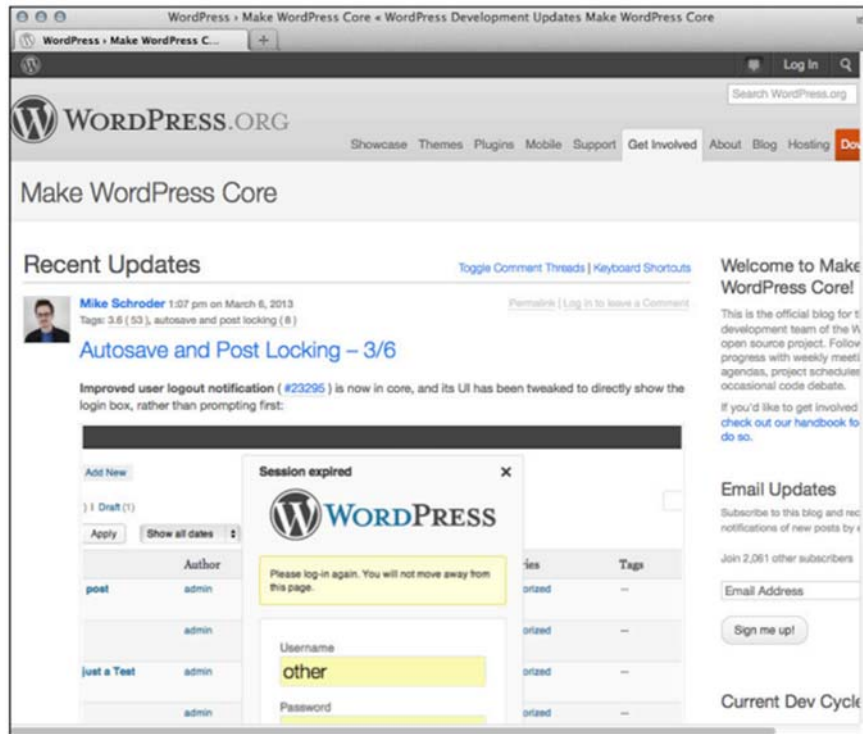 WordPress › Make WordPress Core « WordPress Development Updates Make WordPress Core
WordPress › Make WordPress C...
Log In
Search WordPress.org
WORDPRESS.ORG
Showcase Themes Plugins Mobile Support Get Involved About Blog Hosting
Make WordPress Core
Recent Updates
Toggle Comment Threads | Keyboard Shortcuts
Mike Schroder 1:07 pm on March 6, 2013
Permalink | Log in to leave a Comment
Tags: 3.6 ( 53 ), autosave and post locking ( 8 )
Autosave and Post Locking – 3/6
Improved user logout notification ( #23295 ) is now in core, and its UI has been tweaked to directly show the
login box, rather than prompting first:
Add New
) | Draft (1)
Apply Show all dates
Author Tags
post admin
admin
just a Test admin
admin
Session expired ×
WORDPRESS
Please log-in again. You will not move away from
this page.
Username
other
Password
Welcome to Make
WordPress Core!
This is the official blog for
development team of the
open source project. Follow
progress with weekly
agendas, project schedules
occasional code debate.
If you'd like to get involved
check out our handbook
do so.
Email Updates
Subscribe to this blog and
notifications of new posts by
Join 2,061 other subscribers
Email Address
Sign me up!
Current Dev Cycle